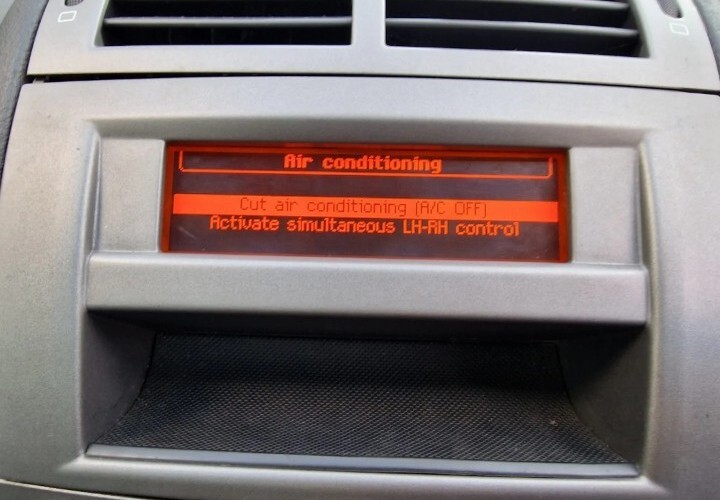 Air conditioning
Cut air conditioning (A/C OFF)
Activate simultaneous LH-RH control